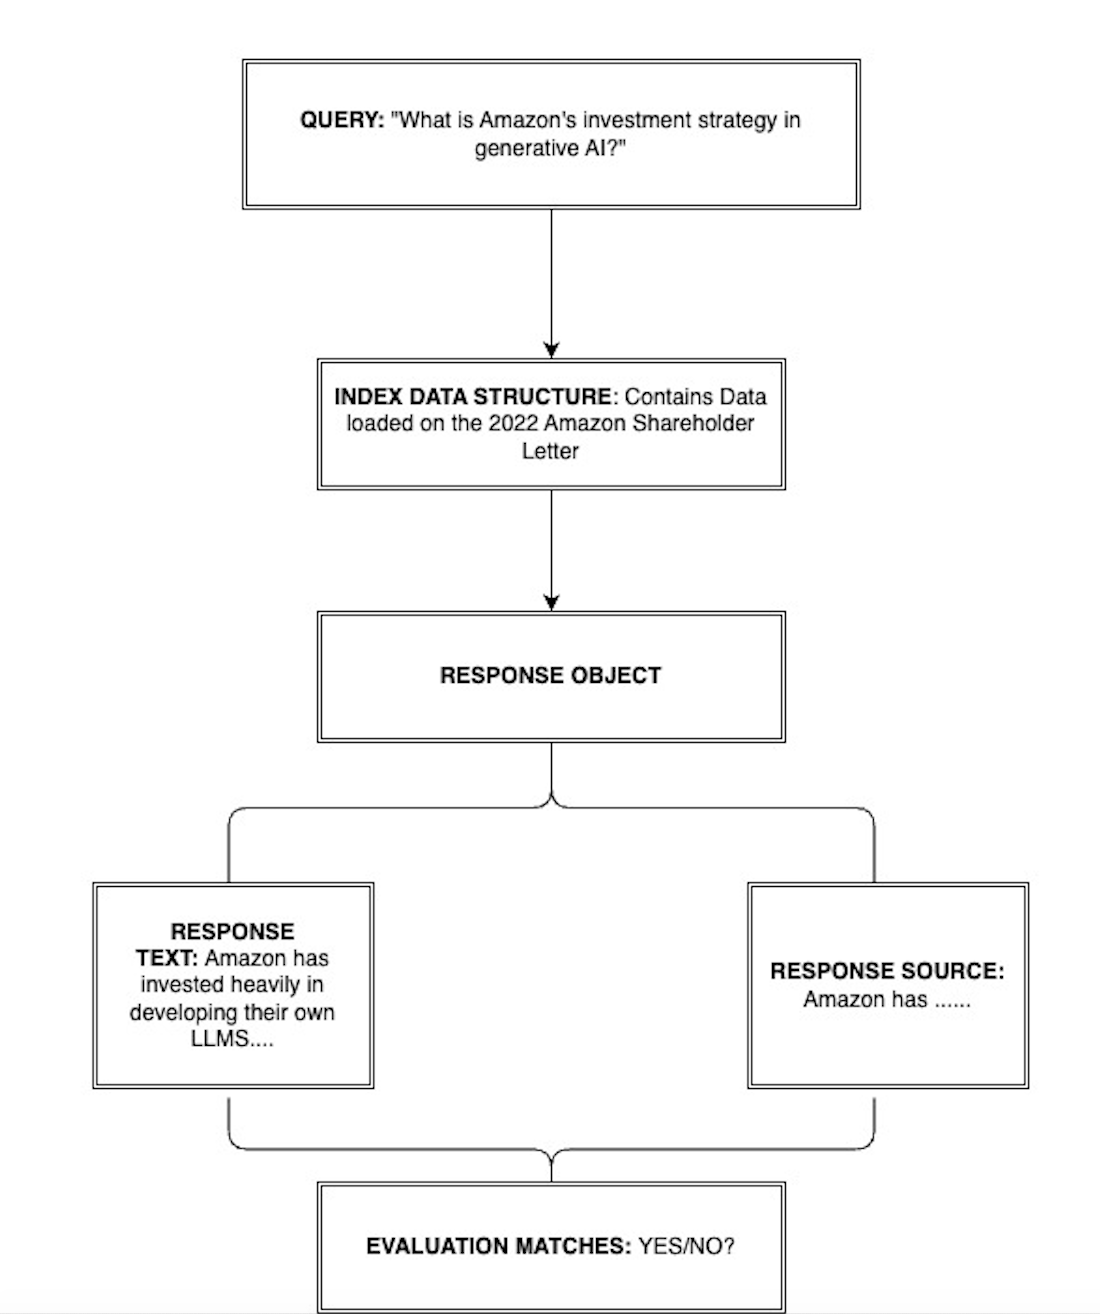 QUERY: "What is Amazon's investment strategy in
generative AI?"
INDEX DATA STRUCTURE: Contains Data
loaded on the 2022 Amazon Shareholder
Letter
RESPONSE OBJECT
RESPONSE
TEXT: Amazon has
invested heavily in
developing their own
LLMS....
RESPONSE SOURCE:
Amazon has ......
EVALUATION MATCHES: YES/NO?